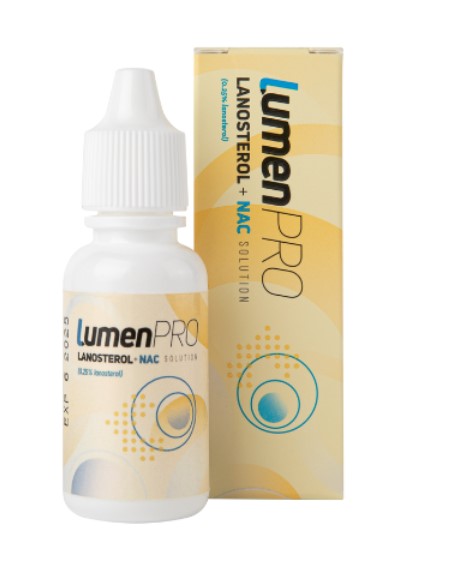 LumenPRO
LANOSTEROL + NAC SOLUTION
(0.25% lanosterol)
LumenPRO
LANOSTEROL + NAC SOLUTION
(0.25% lanosterol)
EXP 6 2025